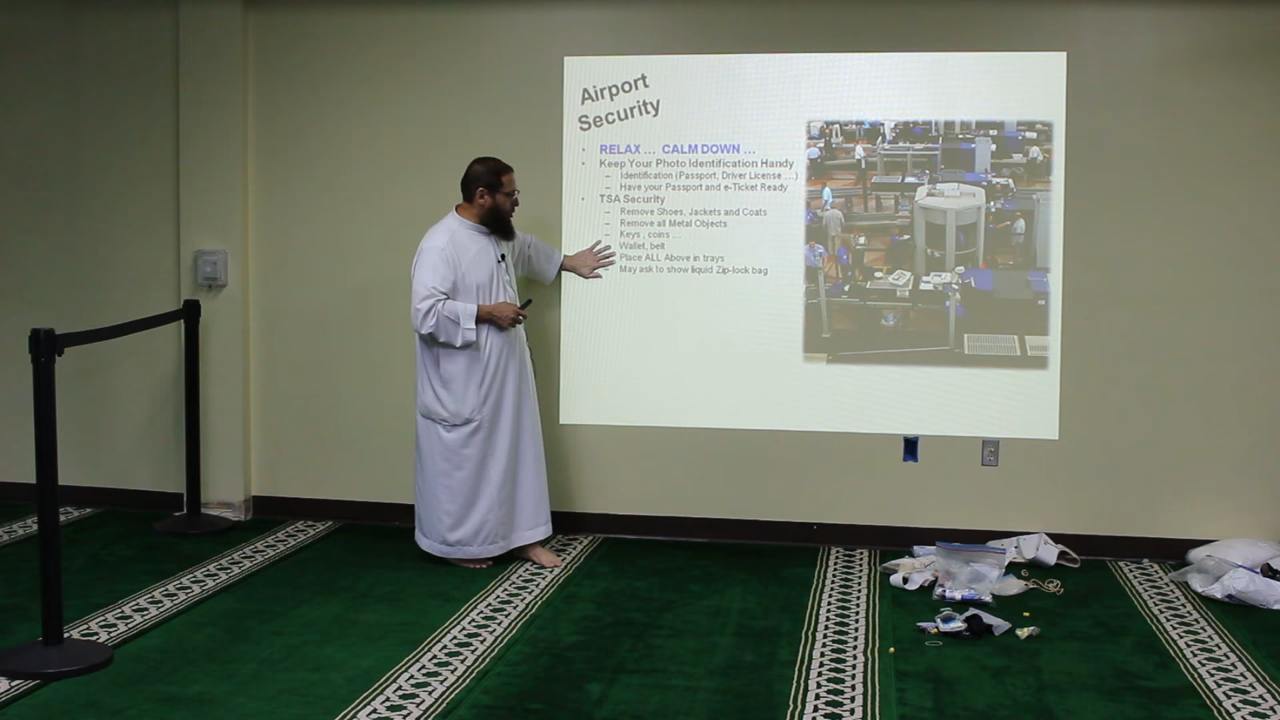 Airport
Security
• RELAX … CALM DOWN …
• Keep Your Photo Identification Handy
– Identification (Passport, Driver License …)
– Have your Passport and e-Ticket Ready
• TSA Security
– Remove Shoes, Jackets and Coats
– Remove all Metal Objects
– Keys , coins …
Wallet, belt
Place ALL Above in trays
May ask to show liquid Zip-lock bag